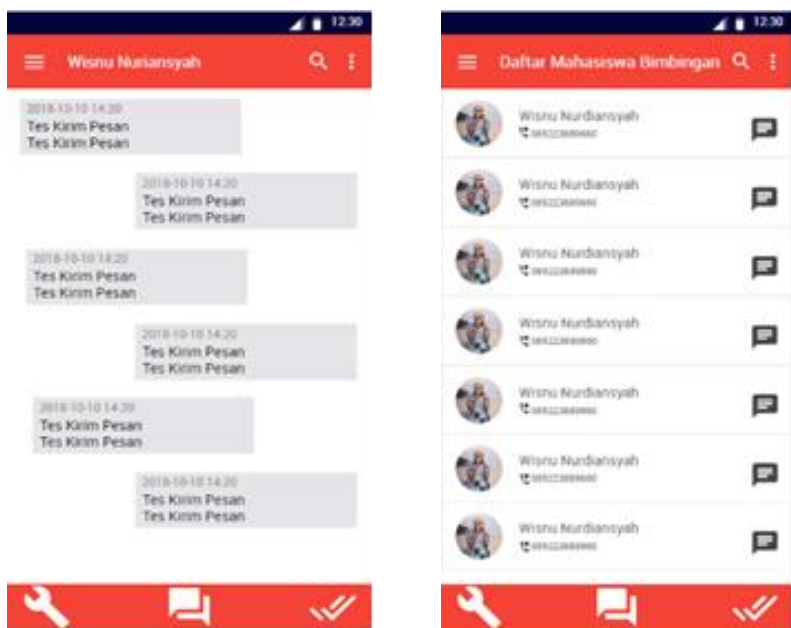 12:30
Wisnu Nuriansyah
2018-10-10 14:20
Tes Kirim Pesan
Tes Kirim Pesan
2018-10-10 14:20
Tes Kirim Pesan
Tes Kirim Pesan
2018-10-10 14:20
Tes Kirim Pesan
Tes Kirim Pesan
2018-10-10 14:20
Tes Kirim Pesan
Tes Kirim Pesan
2018-10-10 14:20
Tes Kirim Pesan
Tes Kirim Pesan
2018-10-10 14:20
Tes Kirim Pesan
Tes Kirim Pesan
12:30
Daftar Mahasiswa Bimbingan
Wisnu Nurdiansyah
Wisnu Nurdiansyah
Wisnu Nurdiansyah
Wisnu Nurdiansyah
Wisnu Nurdiansyah
Wisnu Nurdiansyah
Wisnu Nurdiansyah